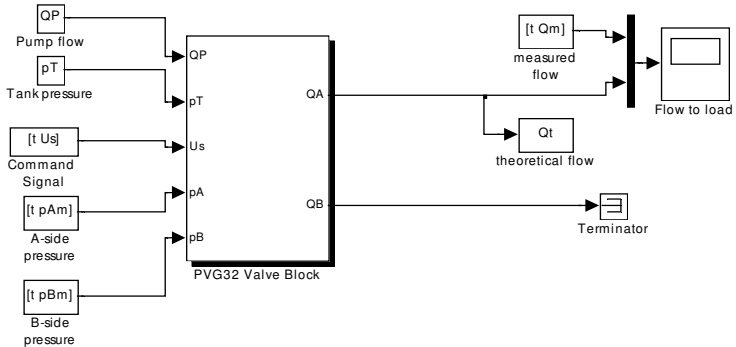 QP
Pump flow
pT
Tank pressure
[t Us]
Command
Signal
[t pAm]
A-side
pressure
[t pBm]
B-side
pressure
QP
pT
Us
pA
pB
QA
QB
PVG32 Valve Block
[t Qm]
measured
flow
Qt
theoretical flow
Flow to load
Terminator